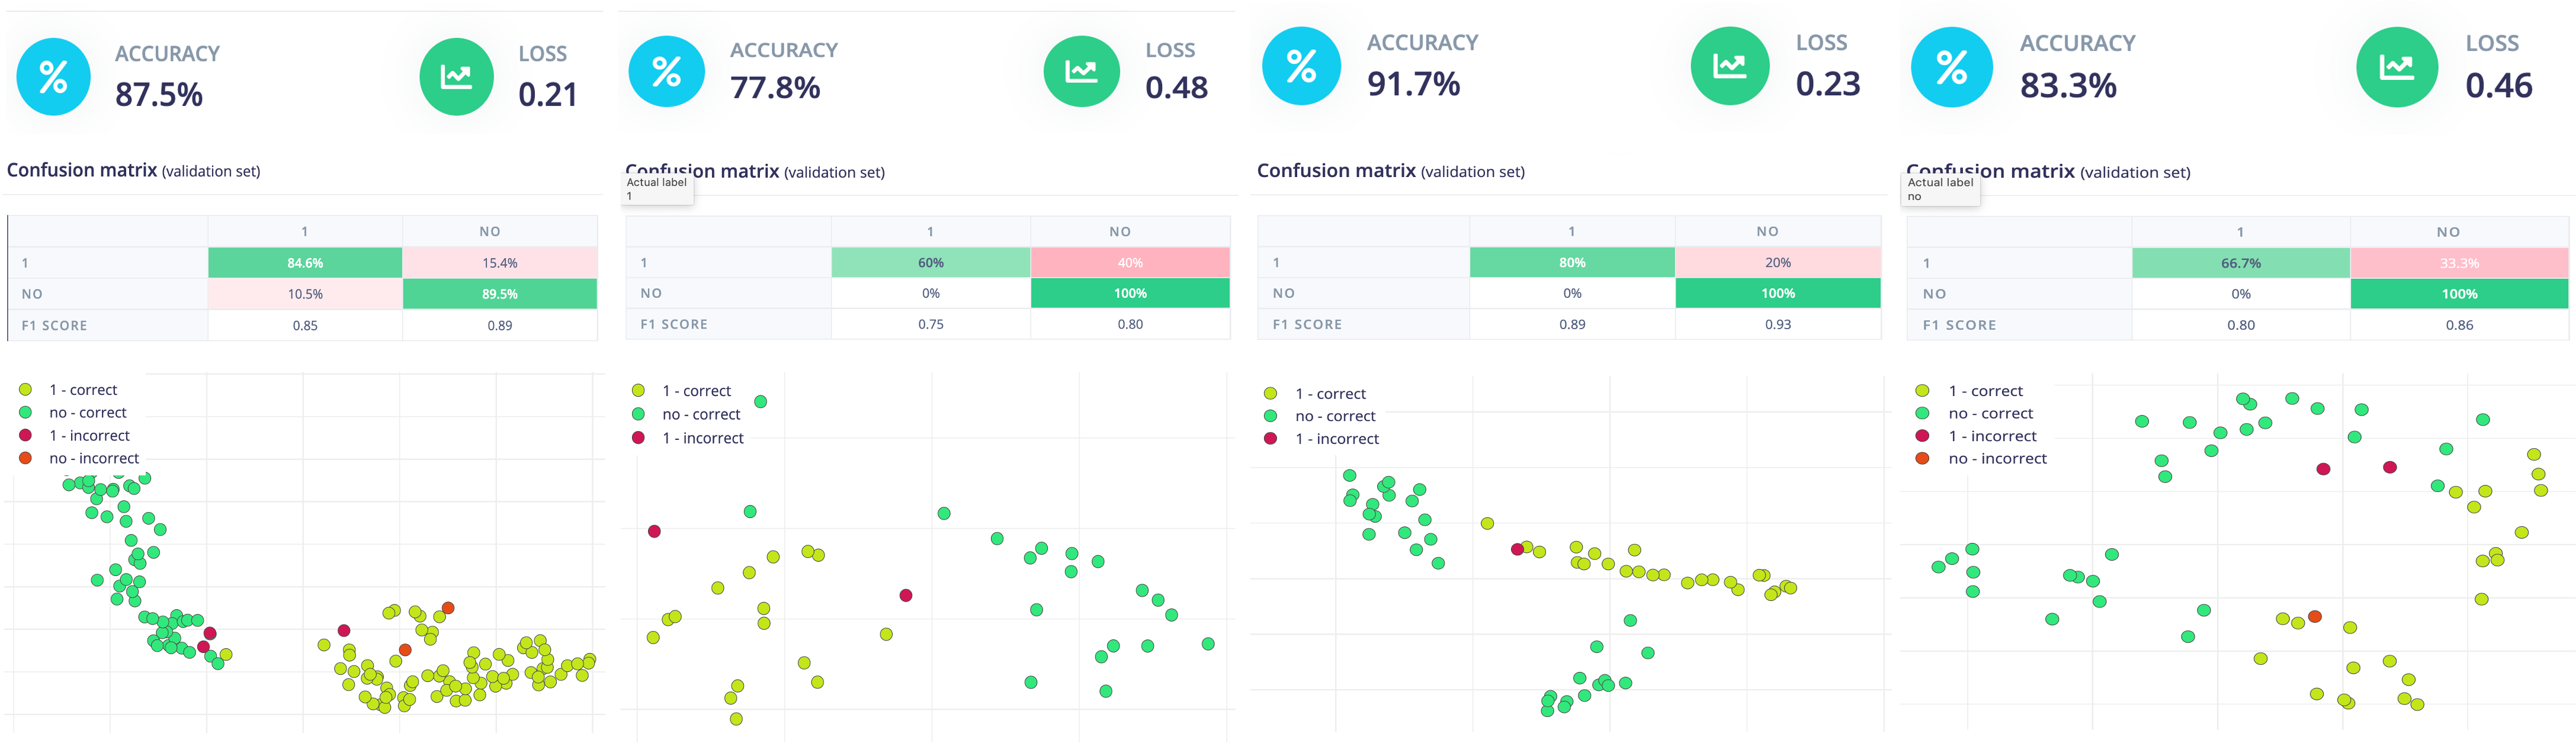 ACCURACY
87.5%
LOSS
0.21
Confusion matrix (validation set)
1 NO
1 84.6% 15.4%
NO 10.5% 89.5%
F1 SCORE 0.85 0.89
1 - correct
no - correct
1 - incorrect
no - incorrect
ACCURACY
77.8%
LOSS
0.48
Confusion matrix (validation set)
Actual label
1
1 NO
1 60% 40%
NO 0% 100%
F1 SCORE 0.75 0.80
1 - correct
no - correct
1 - incorrect
ACCURACY
91.7%
LOSS
0.23
Confusion matrix (validation set)
1 NO
1 80% 20%
NO 0% 100%
F1 SCORE 0.89 0.93
1 - correct
no - correct
1 - incorrect
ACCURACY
83.3%
LOSS
0.46
Confusion matrix (validation set)
Actual label
no
1 NO
1 66.7% 33.3%
NO 0% 100%
F1 SCORE 0.80 0.86
1 - correct
no - correct
1 - incorrect
no - incorrect